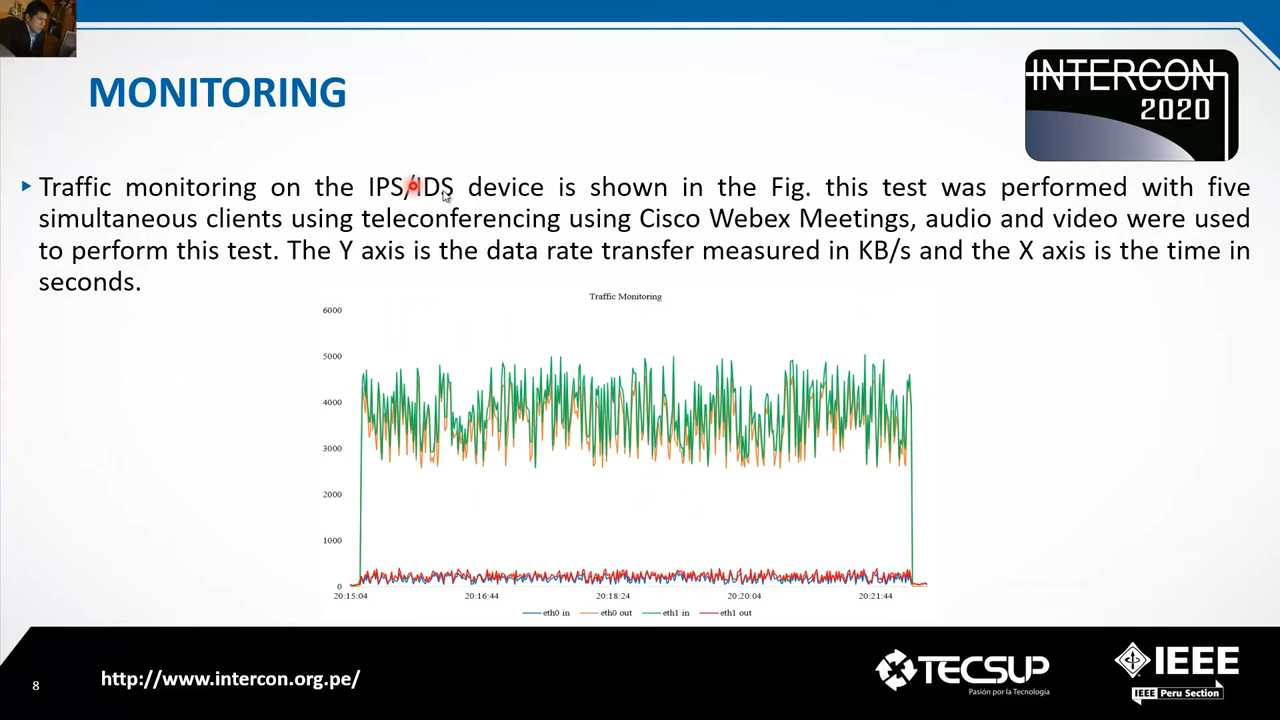 MONITORING
INTERCON
2020
Traffic monitoring on the IPS/IDS device is shown in the Fig. this test was performed with five
simultaneous clients using teleconferencing using Cisco Webex Meetings, audio and video were used
to perform this test. The Y axis is the data rate transfer measured in KB/s and the X axis is the time in
seconds.
Traffic Monitoring
6000
5000
4000
3000
2000
1000
0
20:15:04 20:16:44 20:18:24 20:20:04 20:21:44
eth0 in eth0 out eth1 in eth1 out
8
http://www.intercon.org.pe/
TECSUP
Pasión por la Tecnología
IEEE
IEEE Peru Section